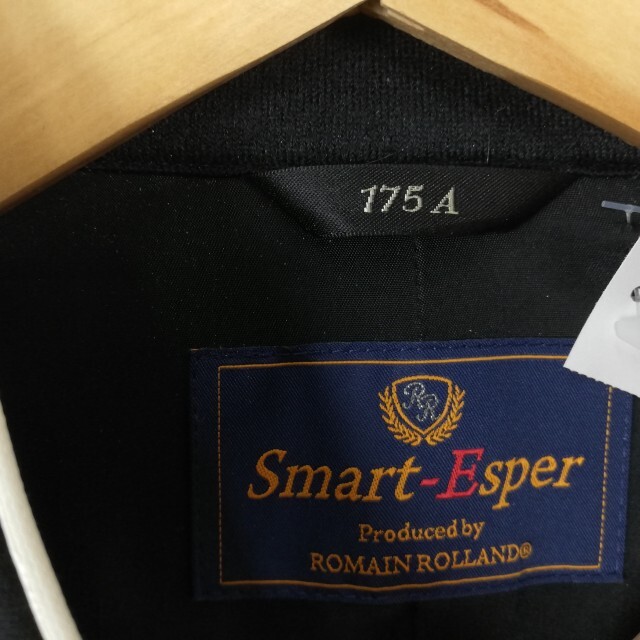 175 A
RR
Smart-Esper
Produced by
ROMAIN ROLLAND®